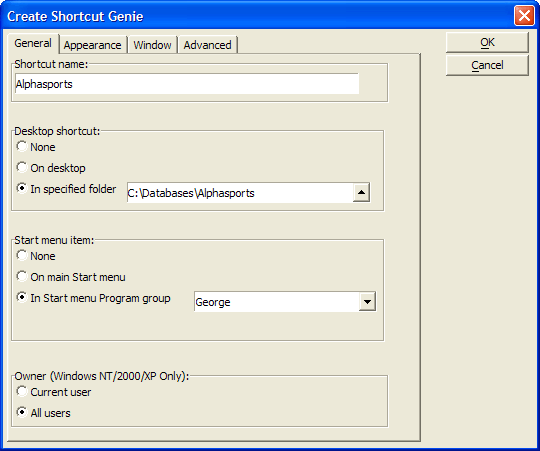 Create Shortcut Genie
General Appearance Window Advanced
OK
Cancel
Shortcut name:
Alphasports
Desktop shortcut:
None
On desktop
In specified folder C:\Databases\Alphasports
Start menu item:
None
On main Start menu
In Start menu Program group George
Owner (Windows NT/2000/XP Only):
Current user
All users